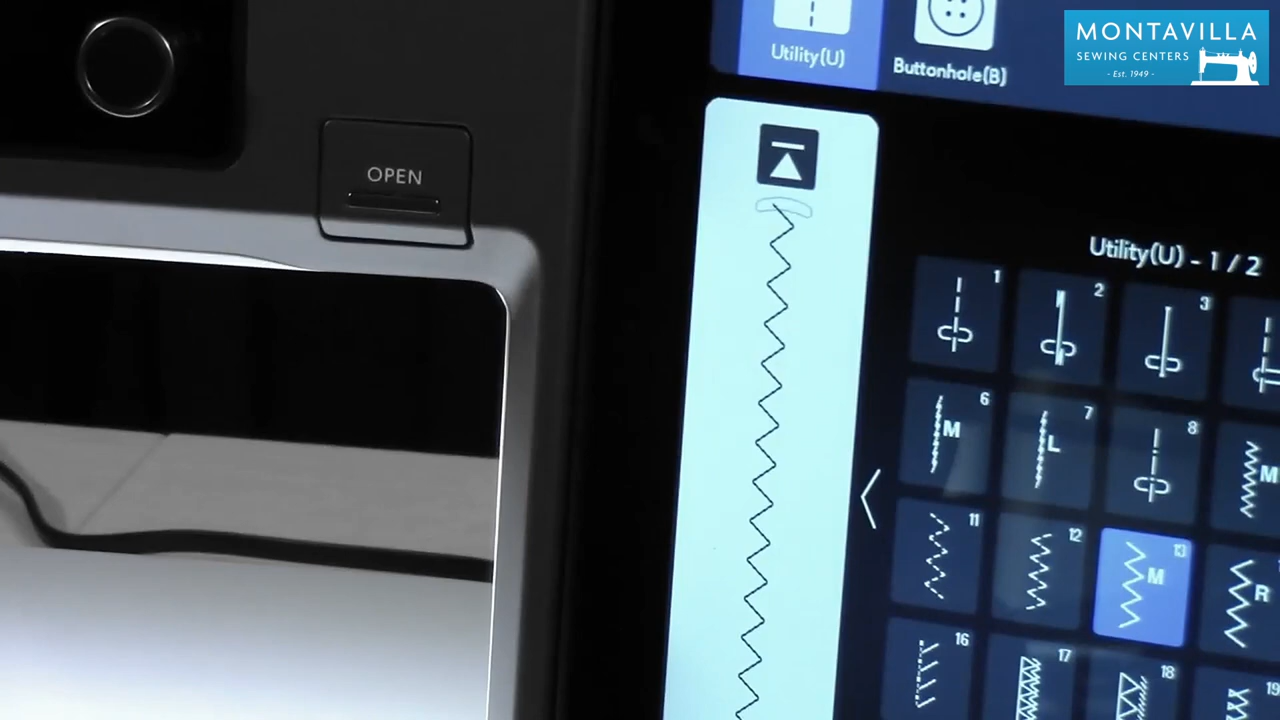 MONTAVILLA
SEWING CENTERS
- Est. 1949 -
Utility(U)
Buttonhole(B)
OPEN
Utility(U) - 1 / 2
1
2
3
6
M
7
L
8
M
11
12
13
M
R
16
17
18
19